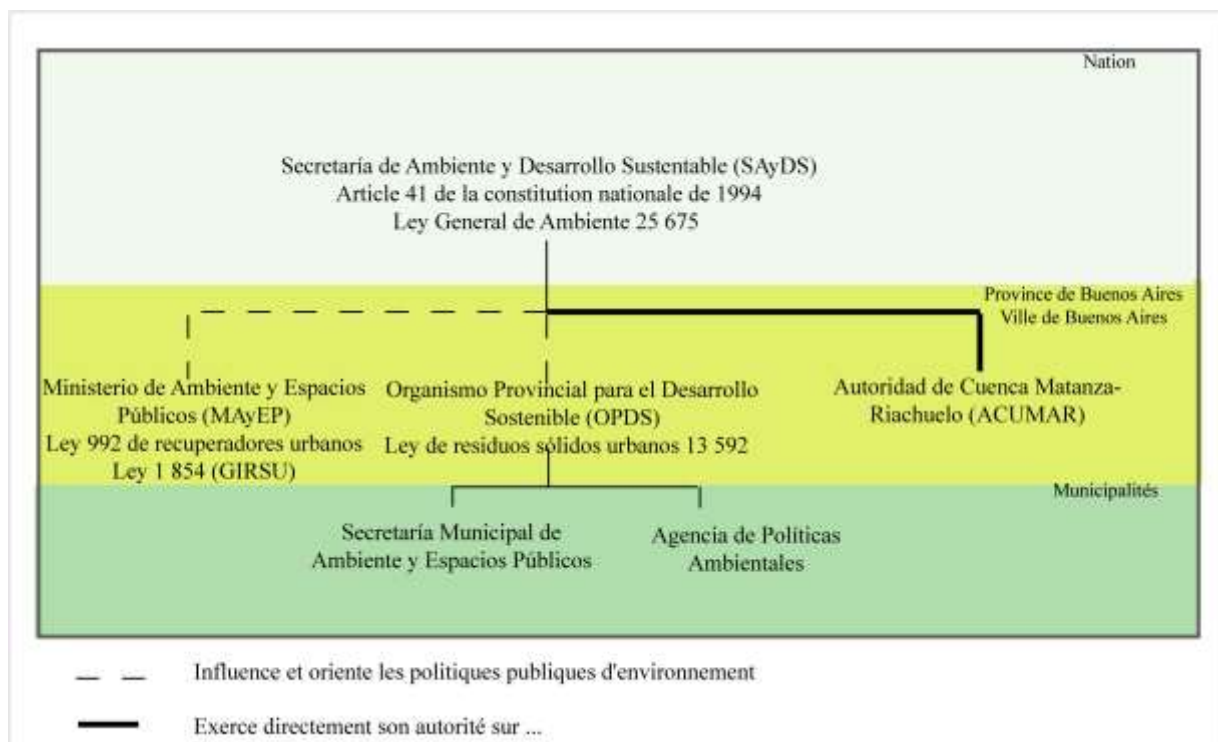 Nation
Secretaría de Ambiente y Desarrollo Sustentable (SAyDS)
Article 41 de la constitution nationale de 1994
Ley General de Ambiente 25 675
Province de Buenos Aires
Ville de Buenos Aires
Ministerio de Ambiente y Espacios
Públicos (MAyEP)
Ley 992 de recuperadores urbanos
Ley 1 854 (GIRSU)
Organismo Provincial para el Desarrollo
Sostenible (OPDS)
Ley de residuos sólidos urbanos 13 592
Autoridad de Cuenca Matanza-
Riachuelo (ACUMAR)
Municipalités
Secretaría Municipal de
Ambiente y Espacios Públicos
Agencia de Políticas
Ambientales
Influence et oriente les politiques publiques d'environnement
Exerce directement son autorité sur ...